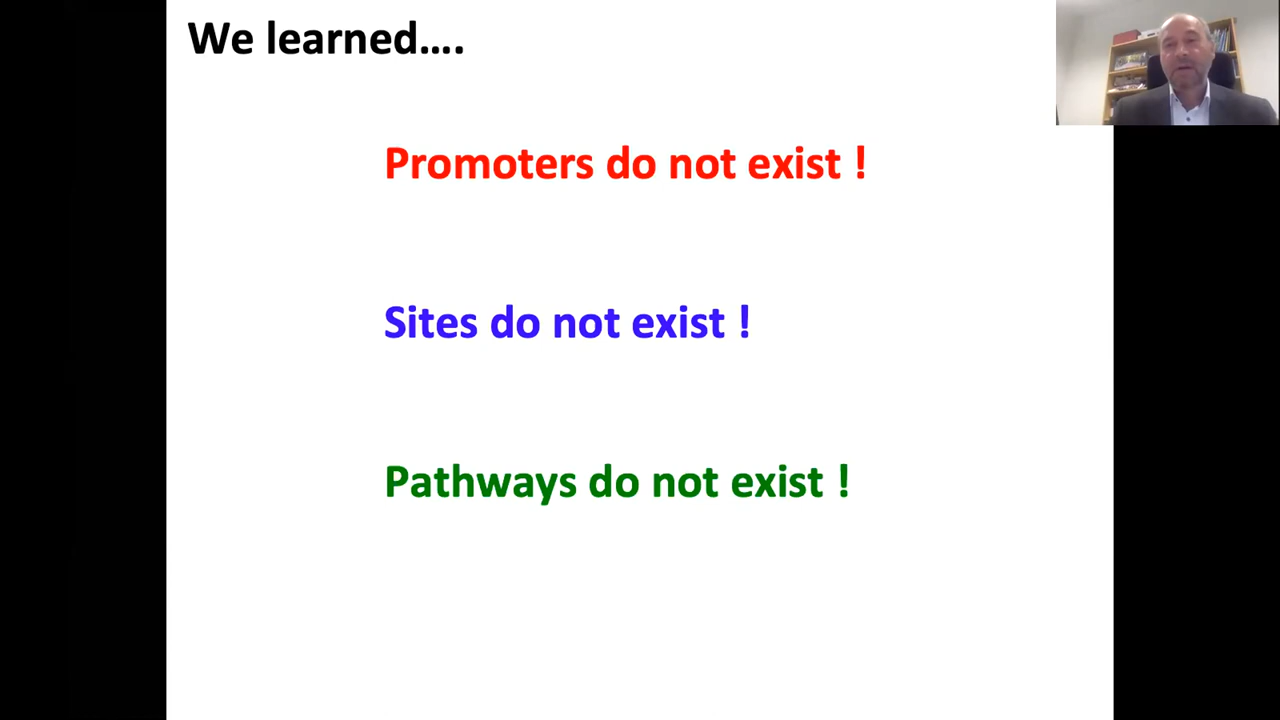 We learned....
Promoters do not exist !
Sites do not exist !
Pathways do not exist !